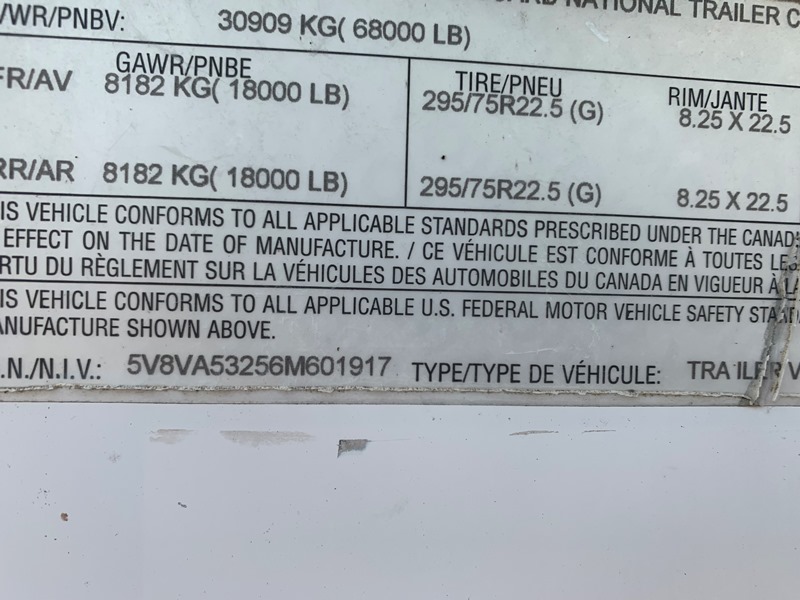 NATIONAL TRAILER C
/WR/PNBV: 30909 KG( 68000 LB)
GAWR/PNBE TIRE/PNEU RIM/JANTE
FR/AV 8182 KG( 18000 LB) 295/75R22.5 (G) 8.25 X 22.5
RR/AR 8182 KG( 18000 LB) 295/75R22.5 (G) 8.25 X 22.5
IS VEHICLE CONFORMS TO ALL APPLICABLE STANDARDS PRESCRIBED UNDER THE CANAD
EFFECT ON THE DATE OF MANUFACTURE. / CE VÉHICULE EST CONFORME À TOUTES LES
ERTU DU RÈGLEMENT SUR LA VÉHICULES DES AUTOMOBILES DU CANADA EN VIGUEUR À LA
IS VEHICLE CONFORMS TO ALL APPLICABLE U.S. FEDERAL MOTOR VEHICLE SAFETY STAN
ANUFACTURE SHOWN ABOVE.
.N./N.I.V.: 5V8VA53256M601917 TYPE/TYPE DE VÉHICULE: TRAILER V